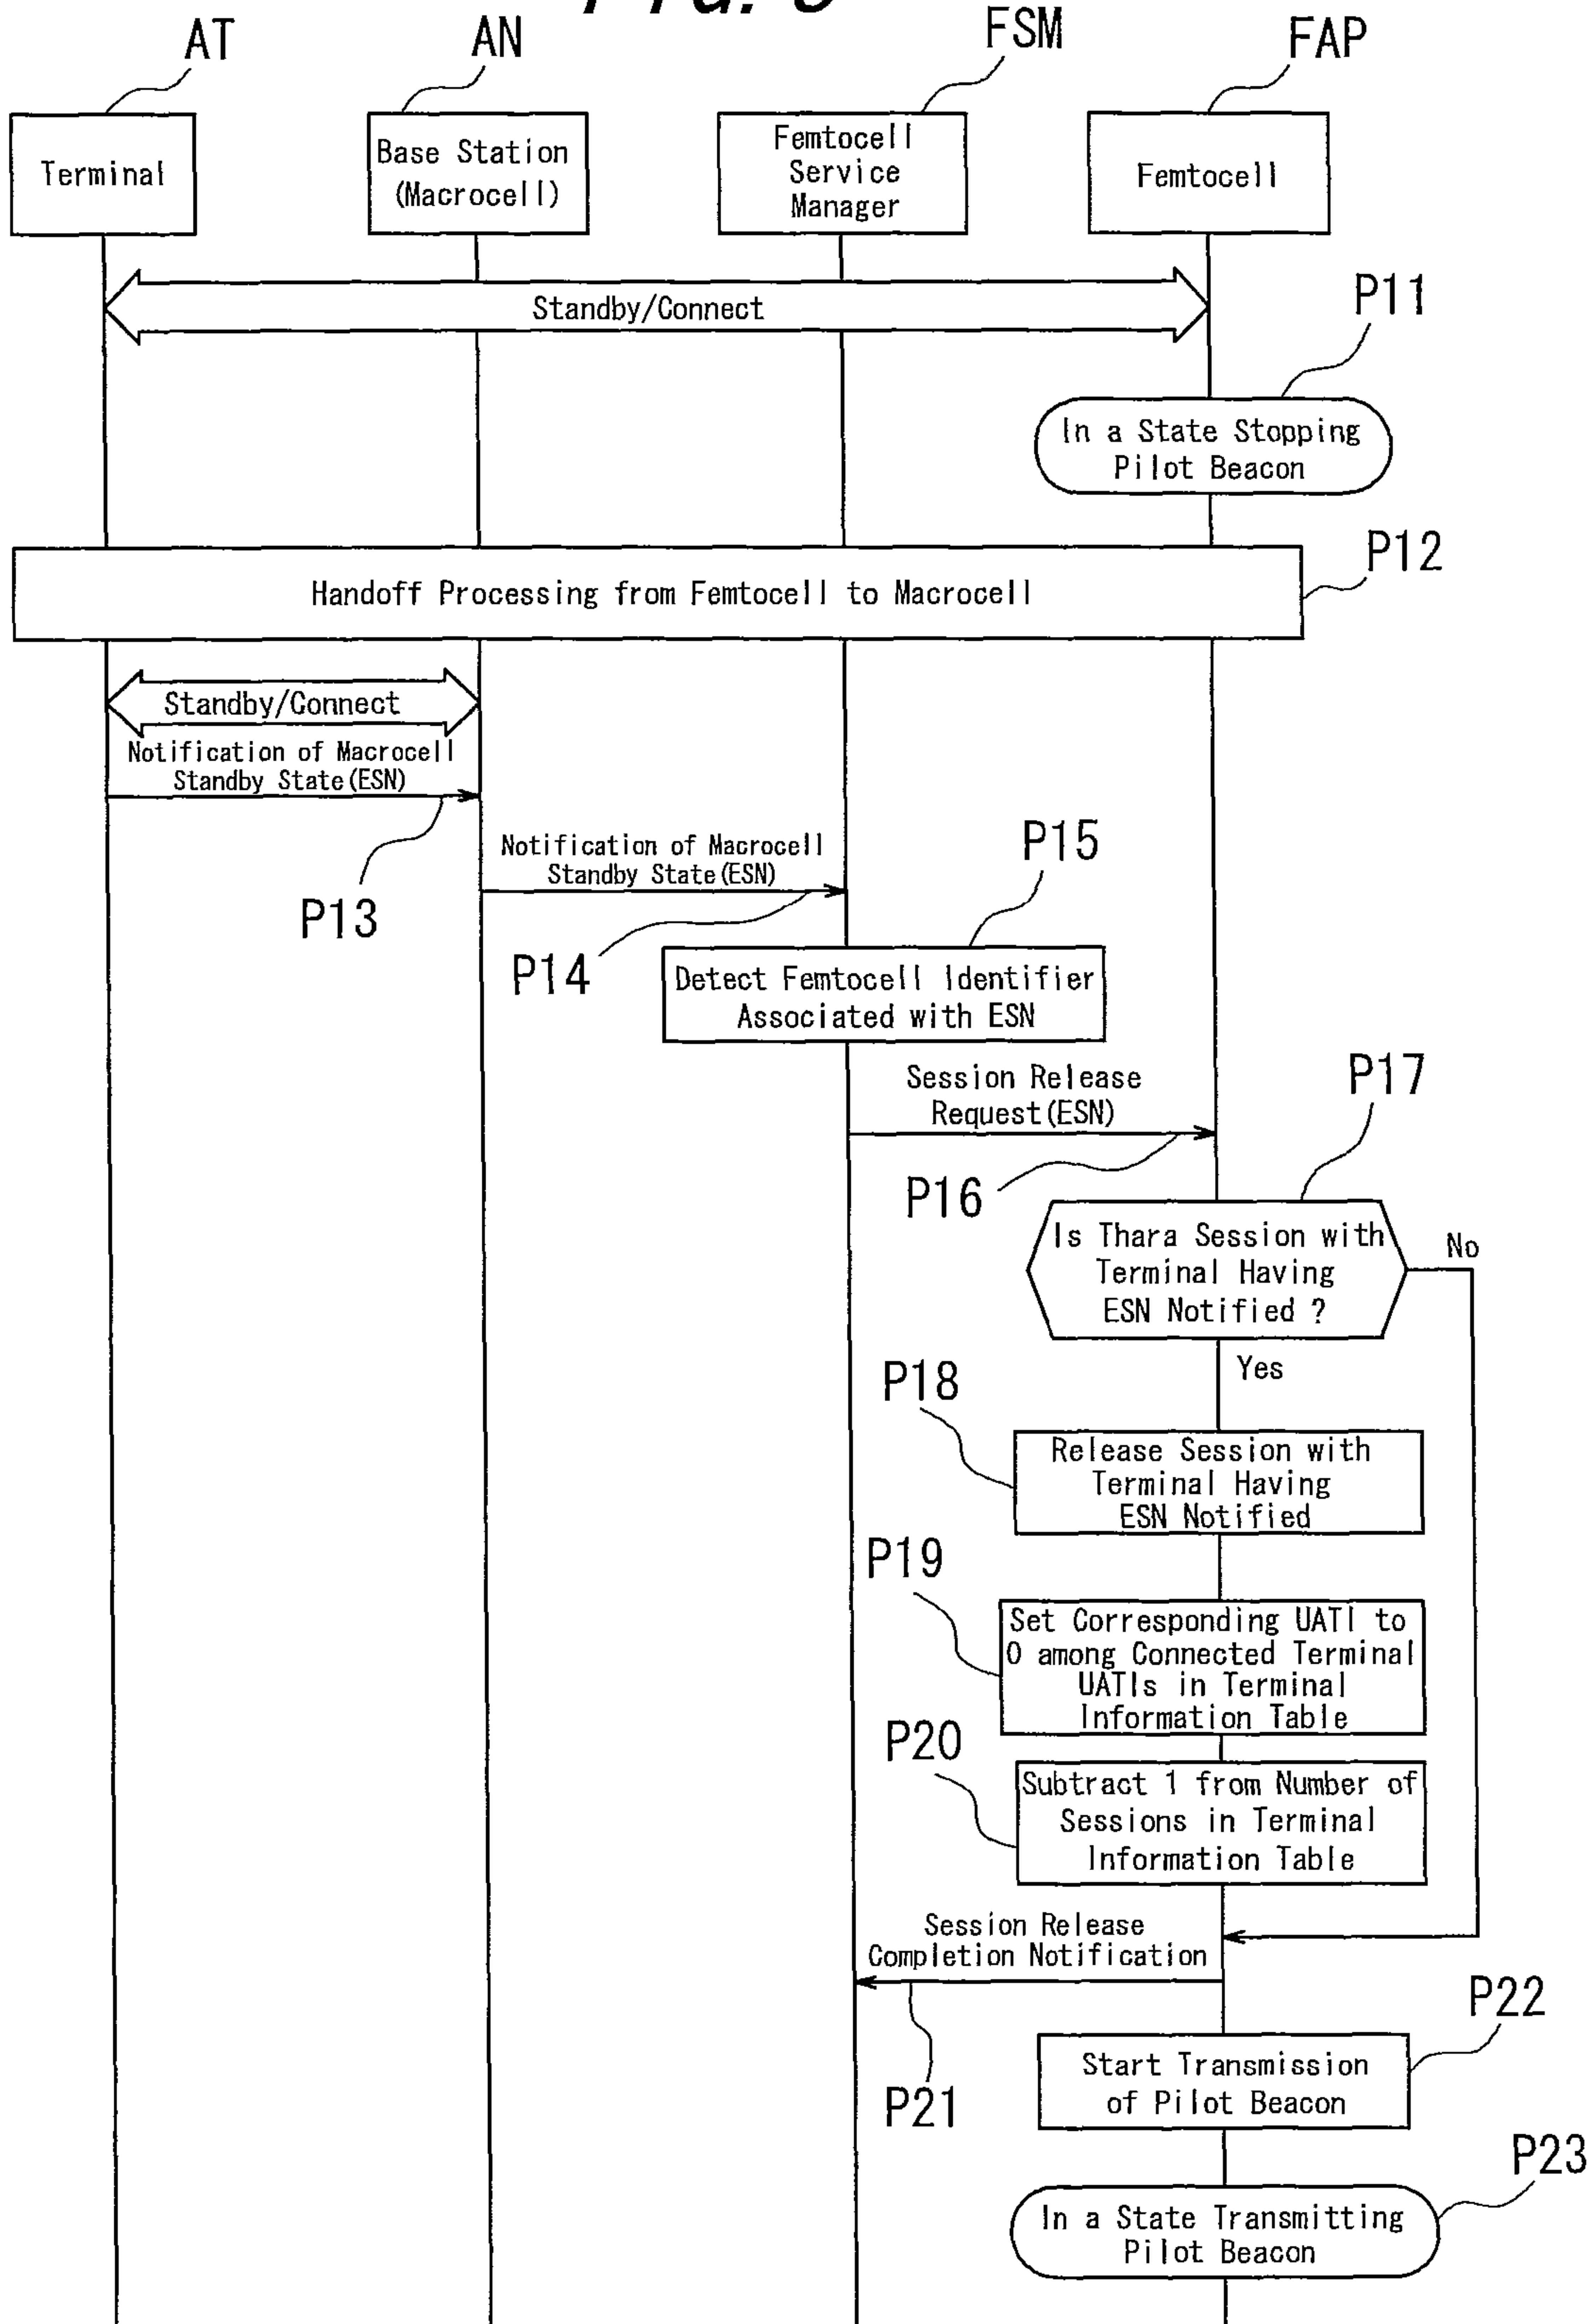 AT
AN
FSM
FAP
Terminal
Base Station
(Macrocell)
Femtocell
Service
Manager
Femtocell
Standby/Connect
P11
In a State Stopping
Pilot Beacon
P12
Handoff Processing from Femtocell to Macrocell
Standby/Connect
Notification of Macrocell
Standby State(ESN)
P13
Notification of Macrocell
Standby State(ESN)
P14
P15
Detect Femtocell Identifier
Associated with ESN
Session Release
Request(ESN)
P16
P17
Is Thara Session with
Terminal Having
ESN Notified ?
No
Yes
P18
Release Session with
Terminal Having
ESN Notified
P19
Set Corresponding UATI to
0 among Connected Terminal
UATIs in Terminal
Information Table
P20
Subtract 1 from Number of
Sessions in Terminal
Information Table
Session Release
Completion Notification
P21
P22
Start Transmission
of Pilot Beacon
P23
In a State Transmitting
Pilot Beacon